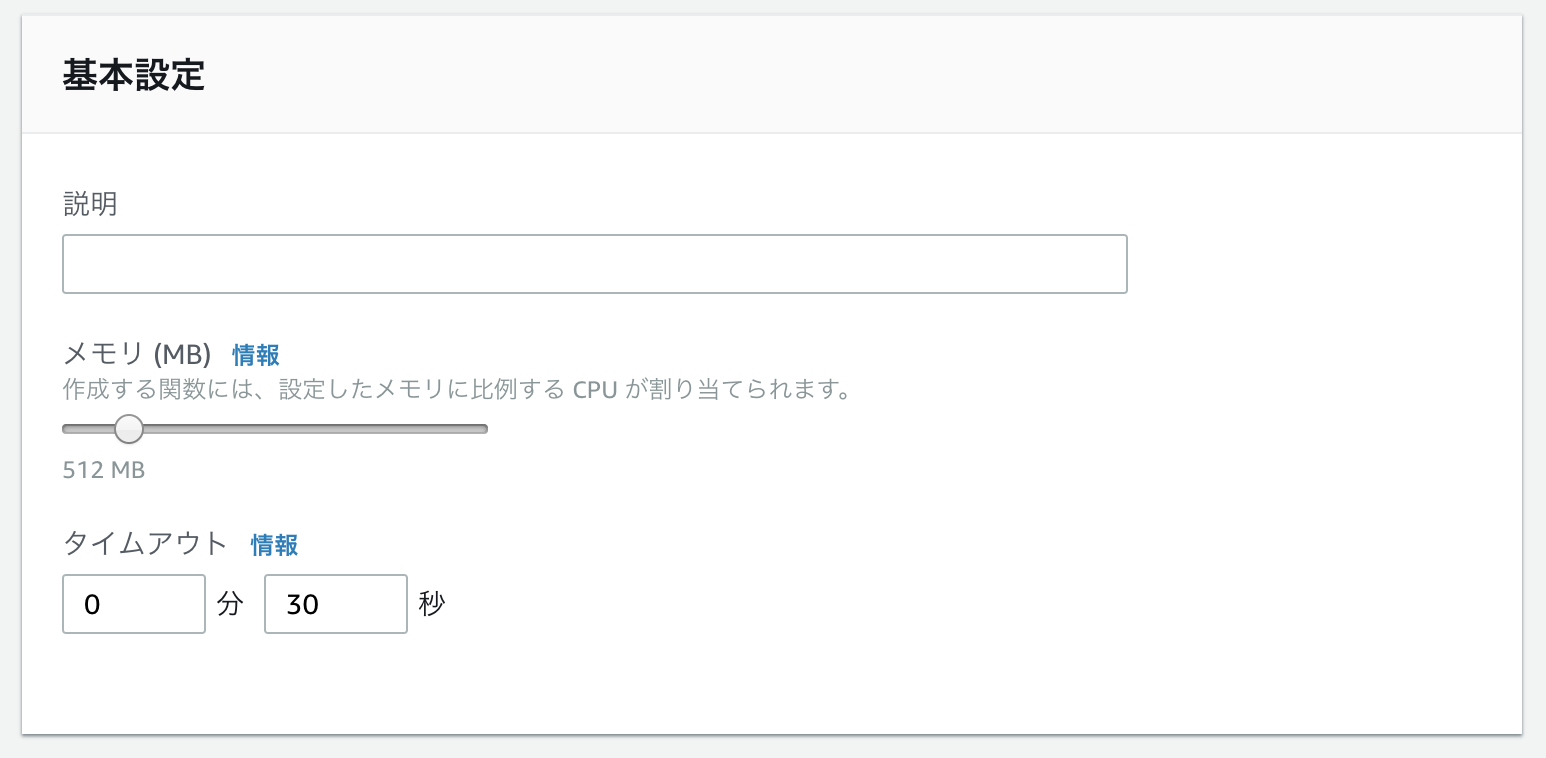 基本設定
説明
メモリ (MB) 情報
作成する関数には、設定したメモリに比例する CPU が割り当てられます。
512 MB
タイムアウト 情報
0 分 30 秒